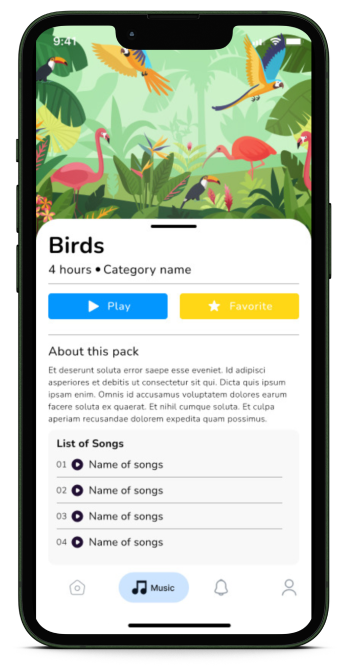 9:41
Birds
4 hours • Category name
Play
Favorite
About this pack
Et deserunt soluta error saepe esse eveniet. Id adipisci
asperiores et debitis ut consectetur sit qui. Dicta quis ipsum
ipsam enim. Omnis id accusamus voluptatem dolores earum
facere soluta ex quaerat. Et nihil cumque soluta. Et culpa
aperiam recusandae dolorem expedita quam possimus.
List of Songs
01 Name of songs
02 Name of songs
03 Name of songs
04 Name of songs
Music